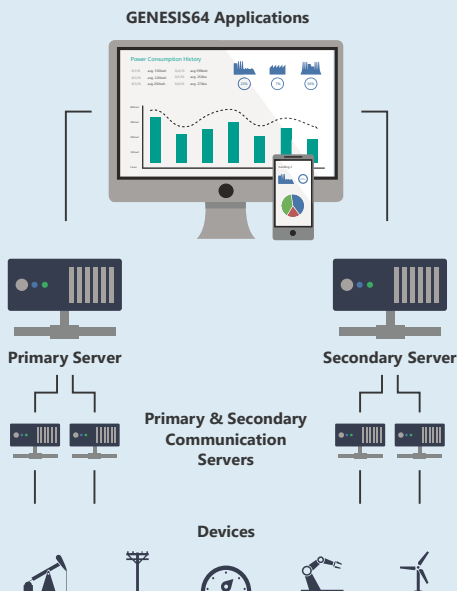 GENESIS64 Applications
Power Consumption History
Primary Server
Secondary Server
Primary & Secondary
Communication
Servers
Devices